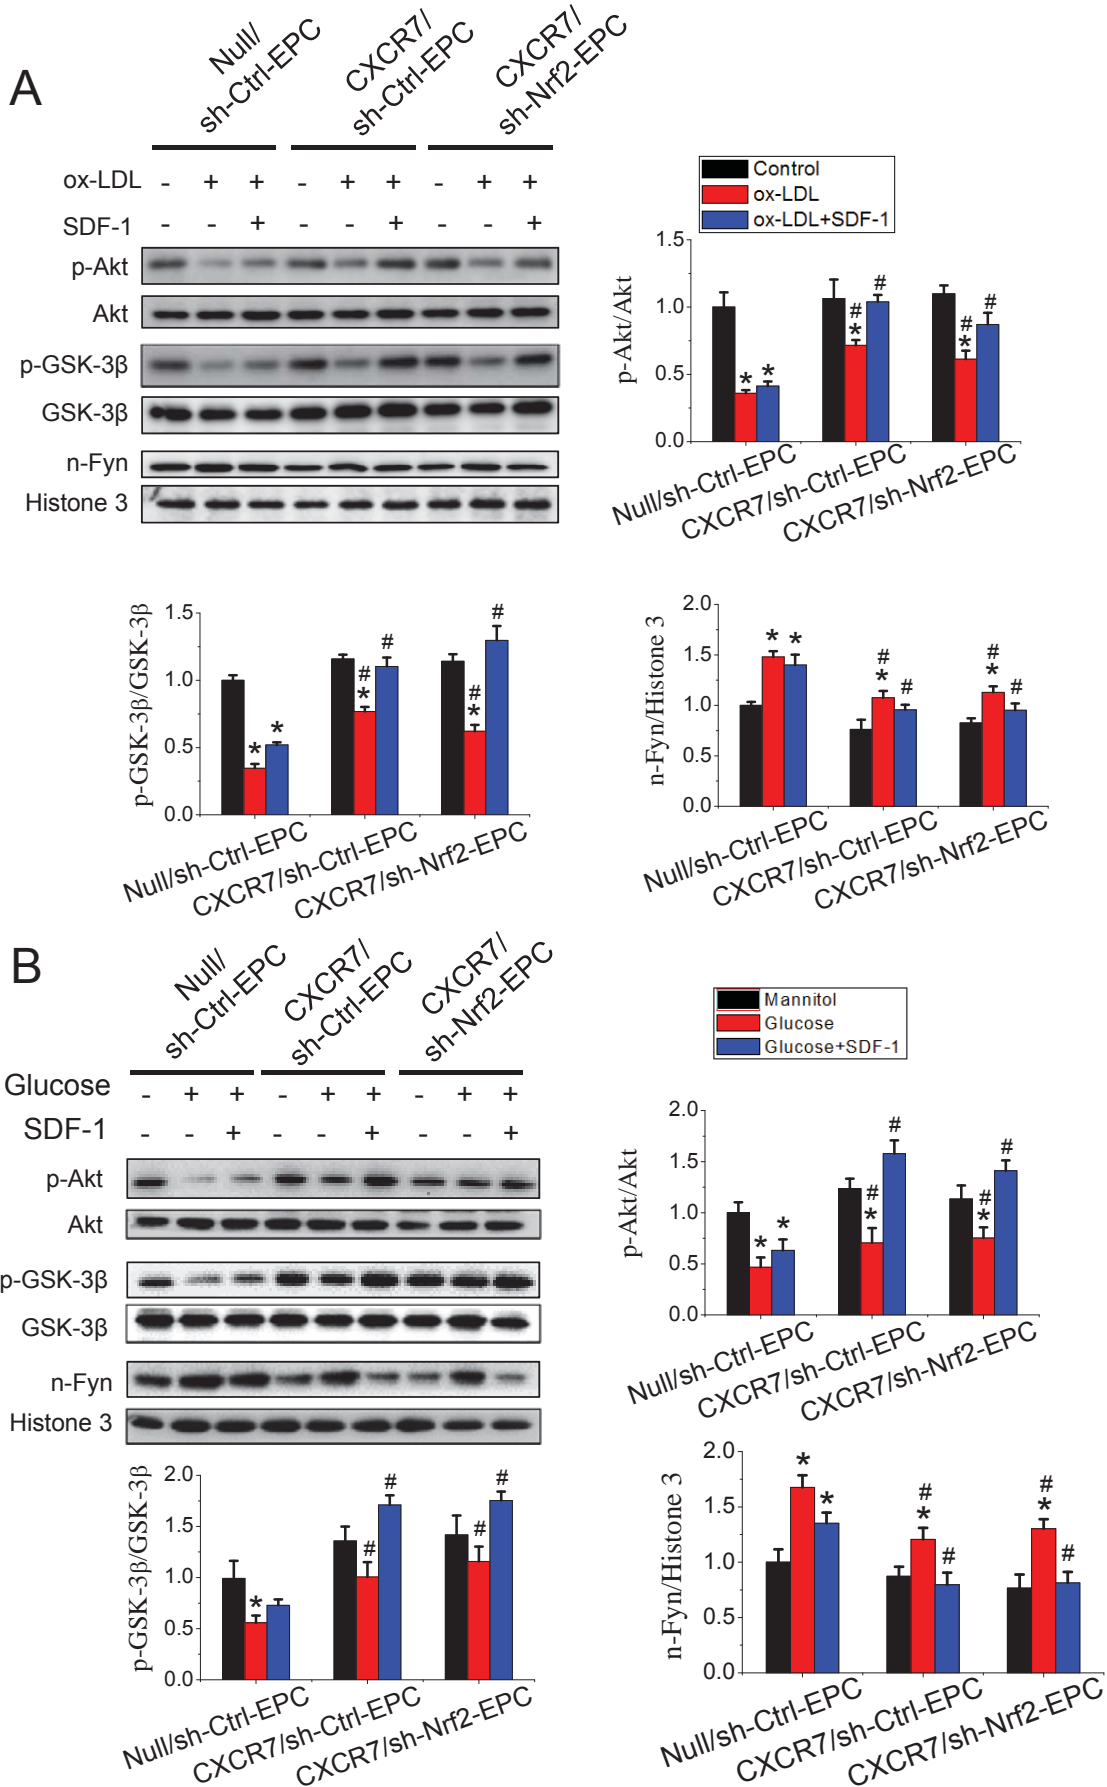 A
Null/
sh-Ctrl-EPC
CXCR7/
sh-Ctrl-EPC
CXCR7/
sh-Nrf2-EPC
ox-LDL - + + - + + - + +
SDF-1 - - + - - + - - +
p-Akt
Akt
p-GSK-3β
GSK-3β
n-Fyn
Histone 3
Control
ox-LDL
ox-LDL+SDF-1
p-Akt/Akt
1.5
1.0
0.5
0.0
* * # * # # * #
Null/sh-Ctrl-EPC
CXCR7/sh-Ctrl-EPC
CXCR7/sh-Nrf2-EPC
p-GSK-3β/GSK-3β
1.5
1.0
0.5
0.0
* * # * # # * #
Null/sh-Ctrl-EPC
CXCR7/sh-Ctrl-EPC
CXCR7/sh-Nrf2-EPC
n-Fyn/Histone 3
2.0
1.5
1.0
0.5
0.0
* * # * # # * #
Null/sh-Ctrl-EPC
CXCR7/sh-Ctrl-EPC
CXCR7/sh-Nrf2-EPC
B
Null/
sh-Ctrl-EPC
CXCR7/
sh-Ctrl-EPC
CXCR7/
sh-Nrf2-EPC
Glucose - + + - + + - + +
SDF-1 - - + - - + - - +
p-Akt
Akt
p-GSK-3β
GSK-3β
n-Fyn
Histone 3
Mannitol
Glucose
Glucose+SDF-1
p-Akt/Akt
2.0
1.5
1.0
0.5
0.0
* * # * # # * #
Null/sh-Ctrl-EPC
CXCR7/sh-Ctrl-EPC
CXCR7/sh-Nrf2-EPC
p-GSK-3β/GSK-3β
2.0
1.5
1.0
0.5
0.0
* # # # #
Null/sh-Ctrl-EPC
CXCR7/sh-Ctrl-EPC
CXCR7/sh-Nrf2-EPC
n-Fyn/Histone 3
2.0
1.5
1.0
0.5
0.0
* * # * # # * #
Null/sh-Ctrl-EPC
CXCR7/sh-Ctrl-EPC
CXCR7/sh-Nrf2-EPC